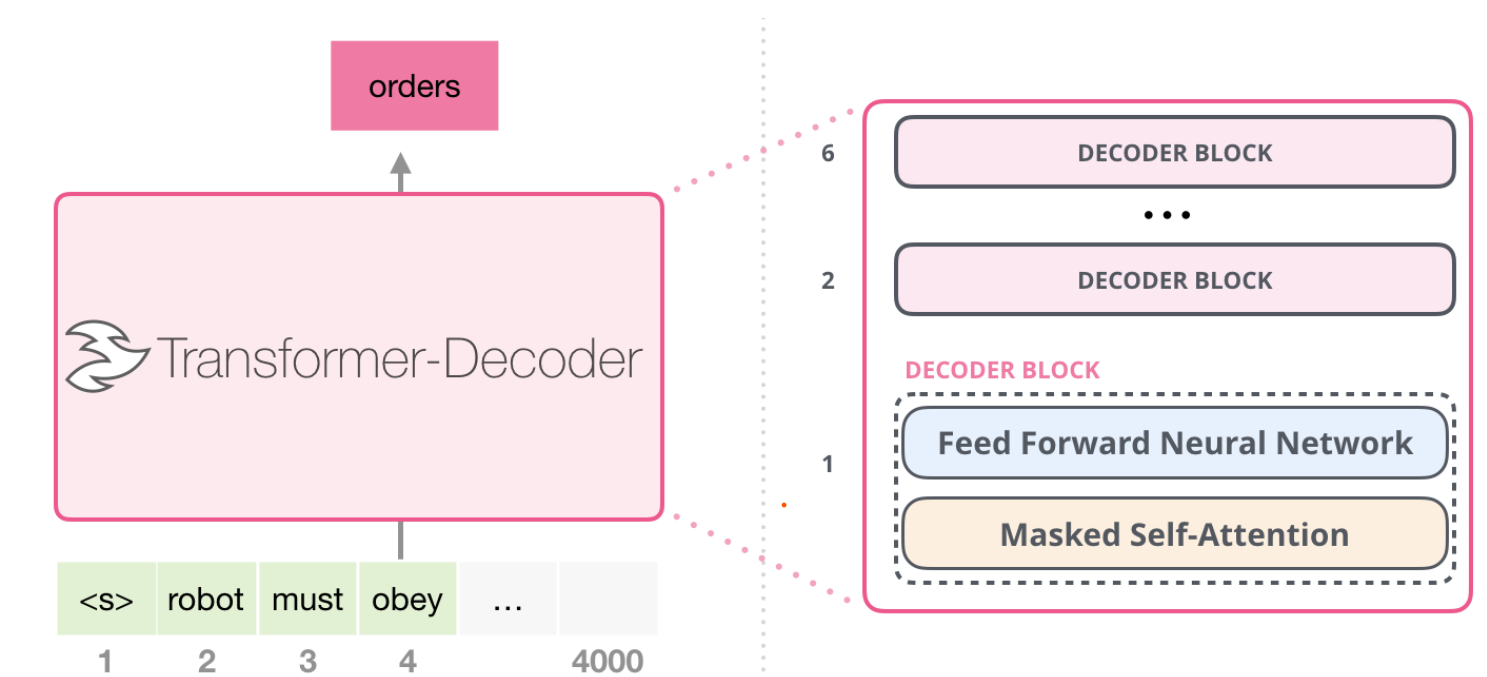 orders
Transformer-Decoder
<s> robot must obey ...
1 2 3 4 4000
6 DECODER BLOCK
...
2 DECODER BLOCK
DECODER BLOCK
1
Feed Forward Neural Network
Masked Self-Attention